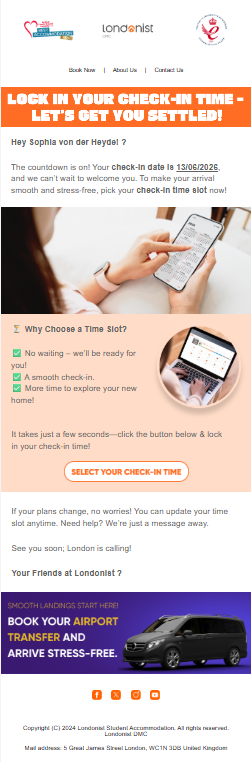 londonist
DMC
Book Now | About Us | Contact Us
LOCK IN YOUR CHECK-IN TIME –
LET'S GET YOU SETTLED!
Hey Sophia von der Heyde! ?
The countdown is on! Your check-in date is 13/06/2026,
and we can't wait to welcome you. To make your arrival
smooth and stress-free, pick your check-in time slot now!
⏳ Why Choose a Time Slot?
✅ No waiting – we'll be ready for
you!
✅ A smooth check-in.
✅ More time to explore your new
home!
It takes just a few seconds—click the button below & lock
in your check-in time!
SELECT YOUR CHECK-IN TIME
If your plans change, no worries! You can update your time
slot anytime. Need help? We're just a message away.
See you soon; London is calling!
Your Friends at Londonist ?
SMOOTH LANDINGS START HERE!
BOOK YOUR AIRPORT
TRANSFER AND
ARRIVE STRESS-FREE.
Copyright (C) 2024 Londonist Student Accommodation. All rights reserved.
Londonist DMC
Mail address: 5 Great James Street London, WC1N 3DB United Kingdom